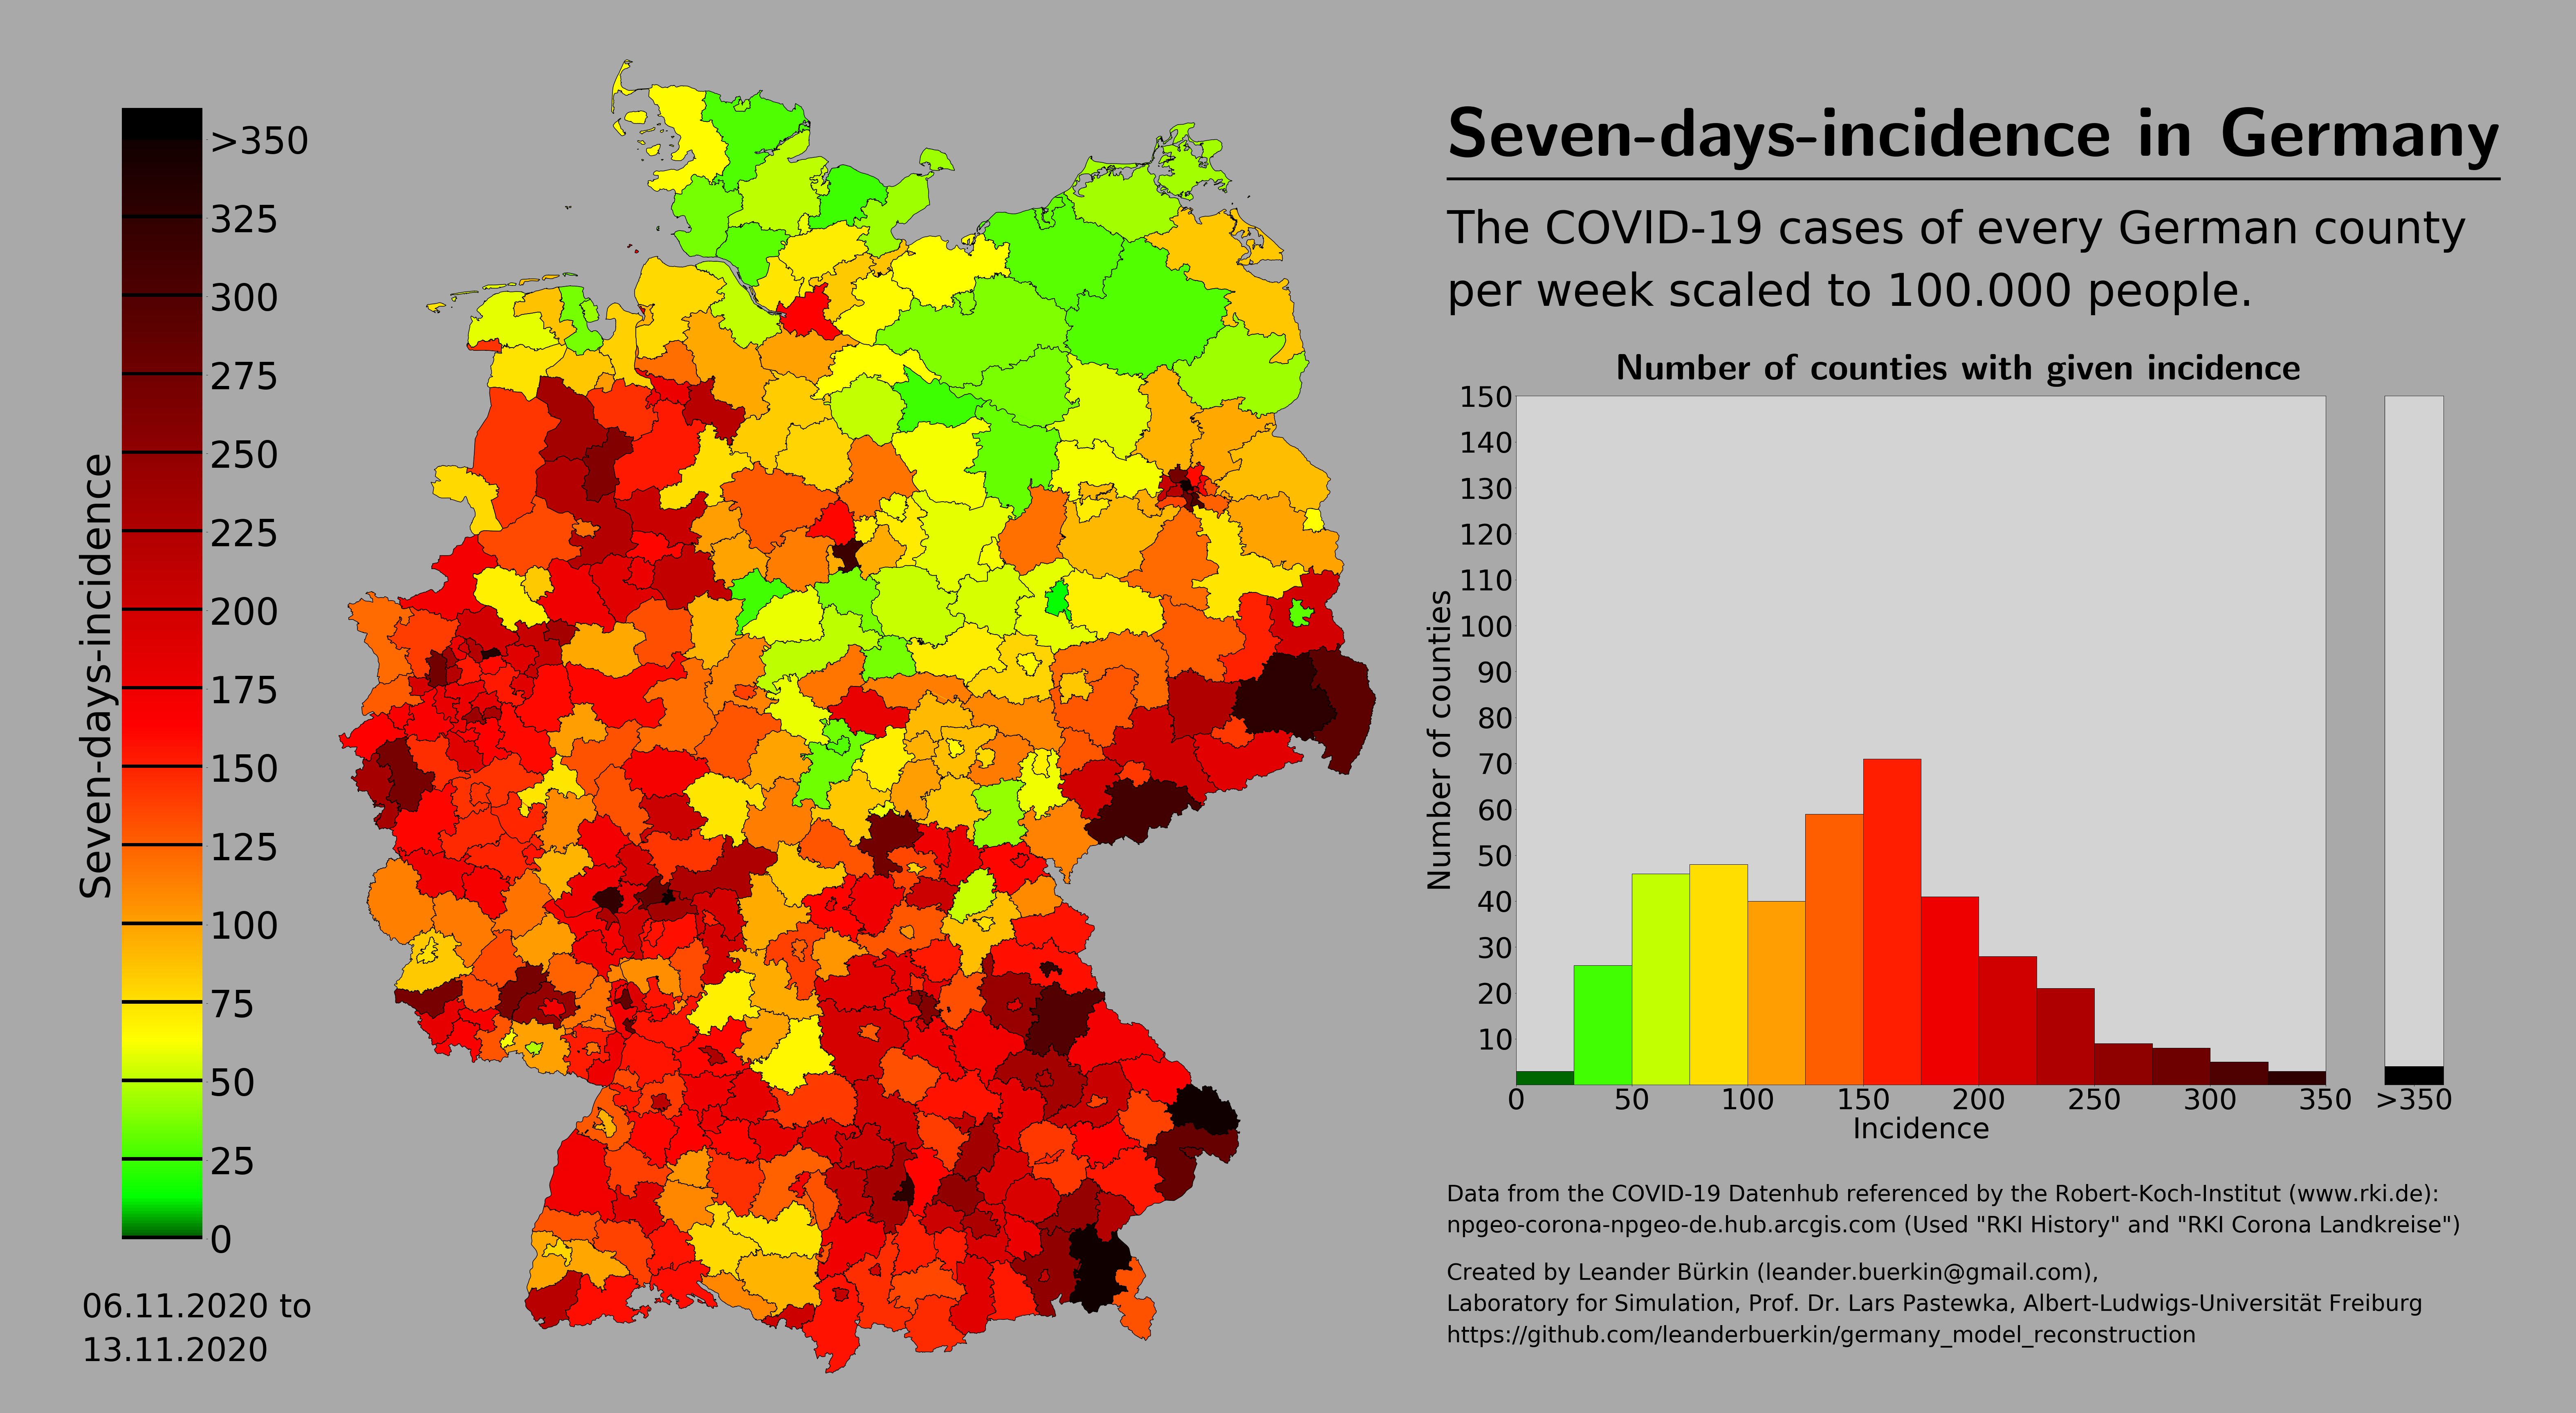 Seven-days-incidence in Germany
The COVID-19 cases of every German county
per week scaled to 100.000 people.
Seven-days-incidence
>350
325
300
275
250
225
200
175
150
125
100
75
50
25
0
06.11.2020 to
13.11.2020
Number of counties with given incidence
Number of counties
150
140
130
120
110
100
90
80
70
60
50
40
30
20
10
0 50 100 150 200 250 300 350 >350
Incidence
Data from the COVID-19 Datenhub referenced by the Robert-Koch-Institut (www.rki.de):
npgeo-corona-npgeo-de.hub.arcgis.com (Used "RKI History" and "RKI Corona Landkreise")
Created by Leander Bürkin (leander.buerkin@gmail.com),
Laboratory for Simulation, Prof. Dr. Lars Pastewka, Albert-Ludwigs-Universität Freiburg
https://github.com/leanderbuerkin/germany_model_reconstruction